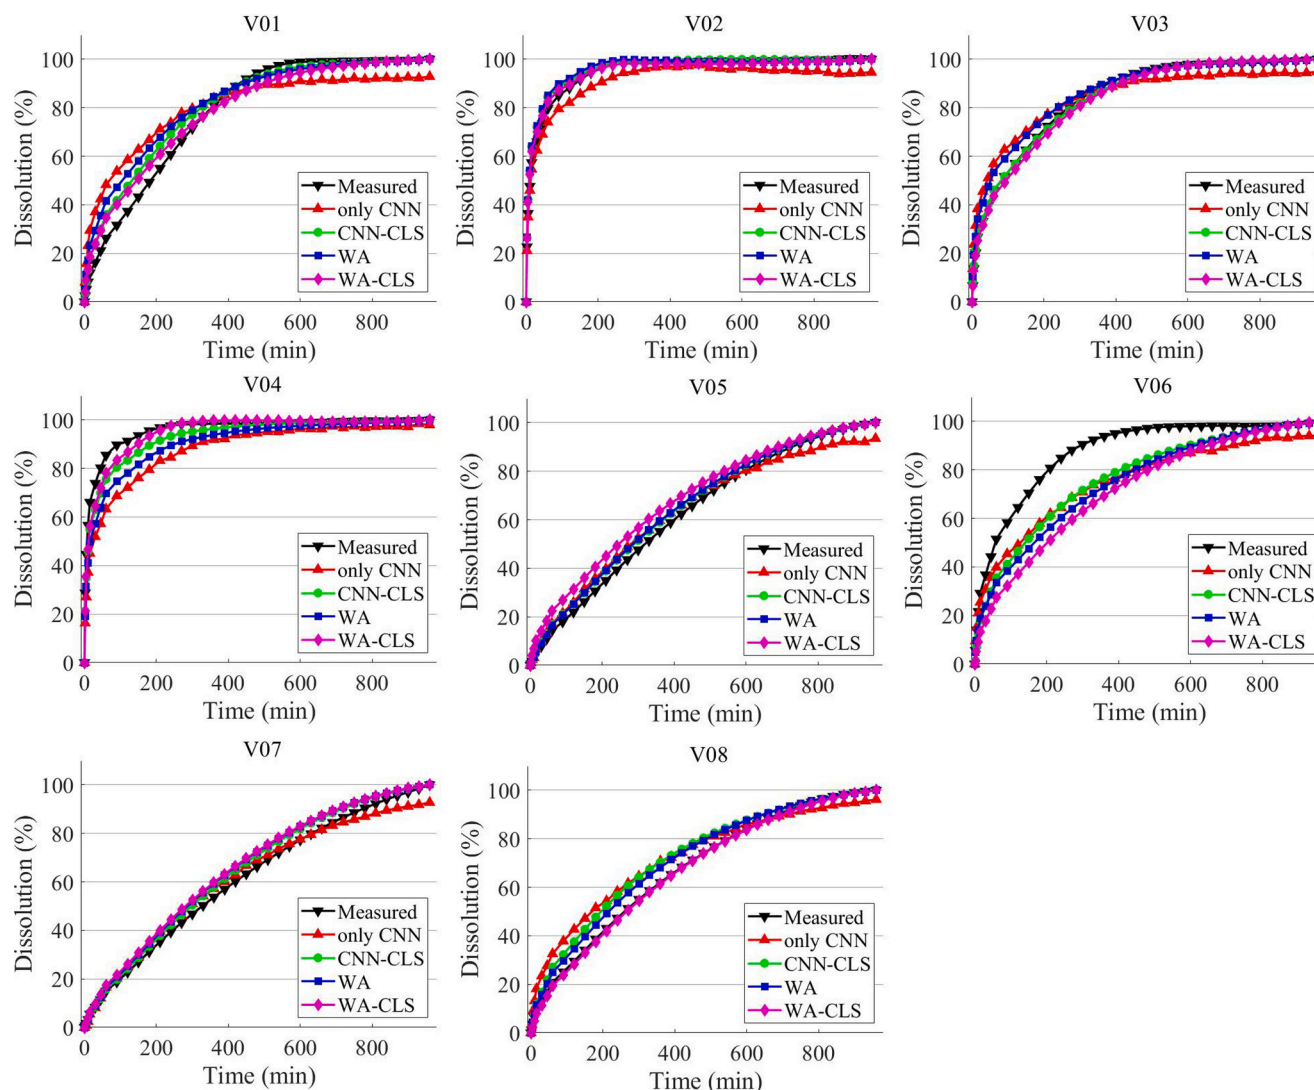 V01
Dissolution (%)
100
80
60
40
20
0
Measured
only CNN
CNN-CLS
WA
WA-CLS
0 200 400 600 800
Time (min)
V02
Dissolution (%)
100
80
60
40
20
0
Measured
only CNN
CNN-CLS
WA
WA-CLS
0 200 400 600 800
Time (min)
V03
Dissolution (%)
100
80
60
40
20
0
Measured
only CNN
CNN-CLS
WA
WA-CLS
0 200 400 600 800
Time (min)
V04
Dissolution (%)
100
80
60
40
20
0
Measured
only CNN
CNN-CLS
WA
WA-CLS
0 200 400 600 800
Time (min)
V05
Dissolution (%)
100
80
60
40
20
0
Measured
only CNN
CNN-CLS
WA
WA-CLS
0 200 400 600 800
Time (min)
V06
Dissolution (%)
100
80
60
40
20
0
Measured
only CNN
CNN-CLS
WA
WA-CLS
0 200 400 600 800
Time (min)
V07
Dissolution (%)
100
80
60
40
20
0
Measured
only CNN
CNN-CLS
WA
WA-CLS
0 200 400 600 800
Time (min)
V08
Dissolution (%)
100
80
60
40
20
0
Measured
only CNN
CNN-CLS
WA
WA-CLS
0 200 400 600 800
Time (min)